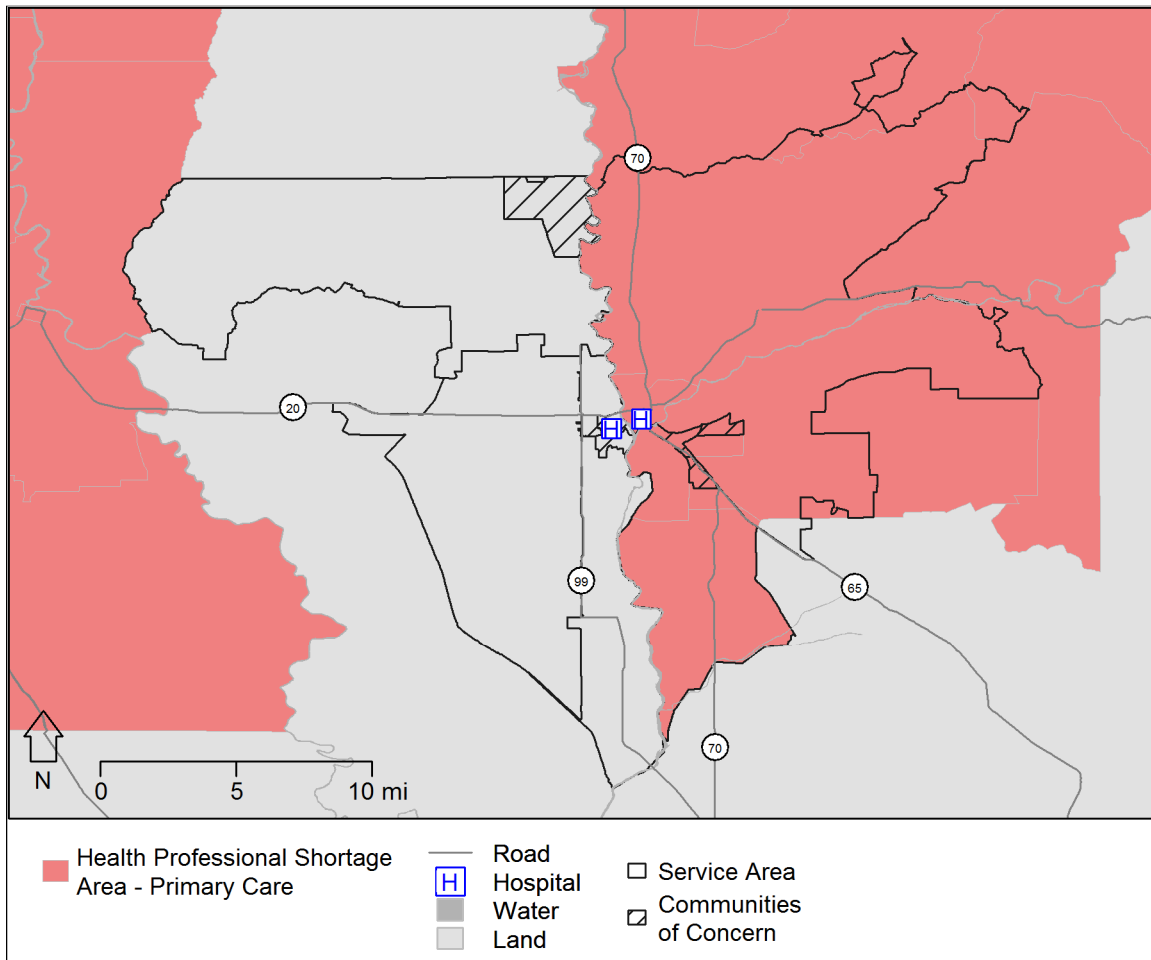 70
20
99
65
70
N
0 5 10 mi
Health Professional Shortage
Area - Primary Care
Road
H Hospital
Water
Land
Service Area
Communities
of Concern
H
H